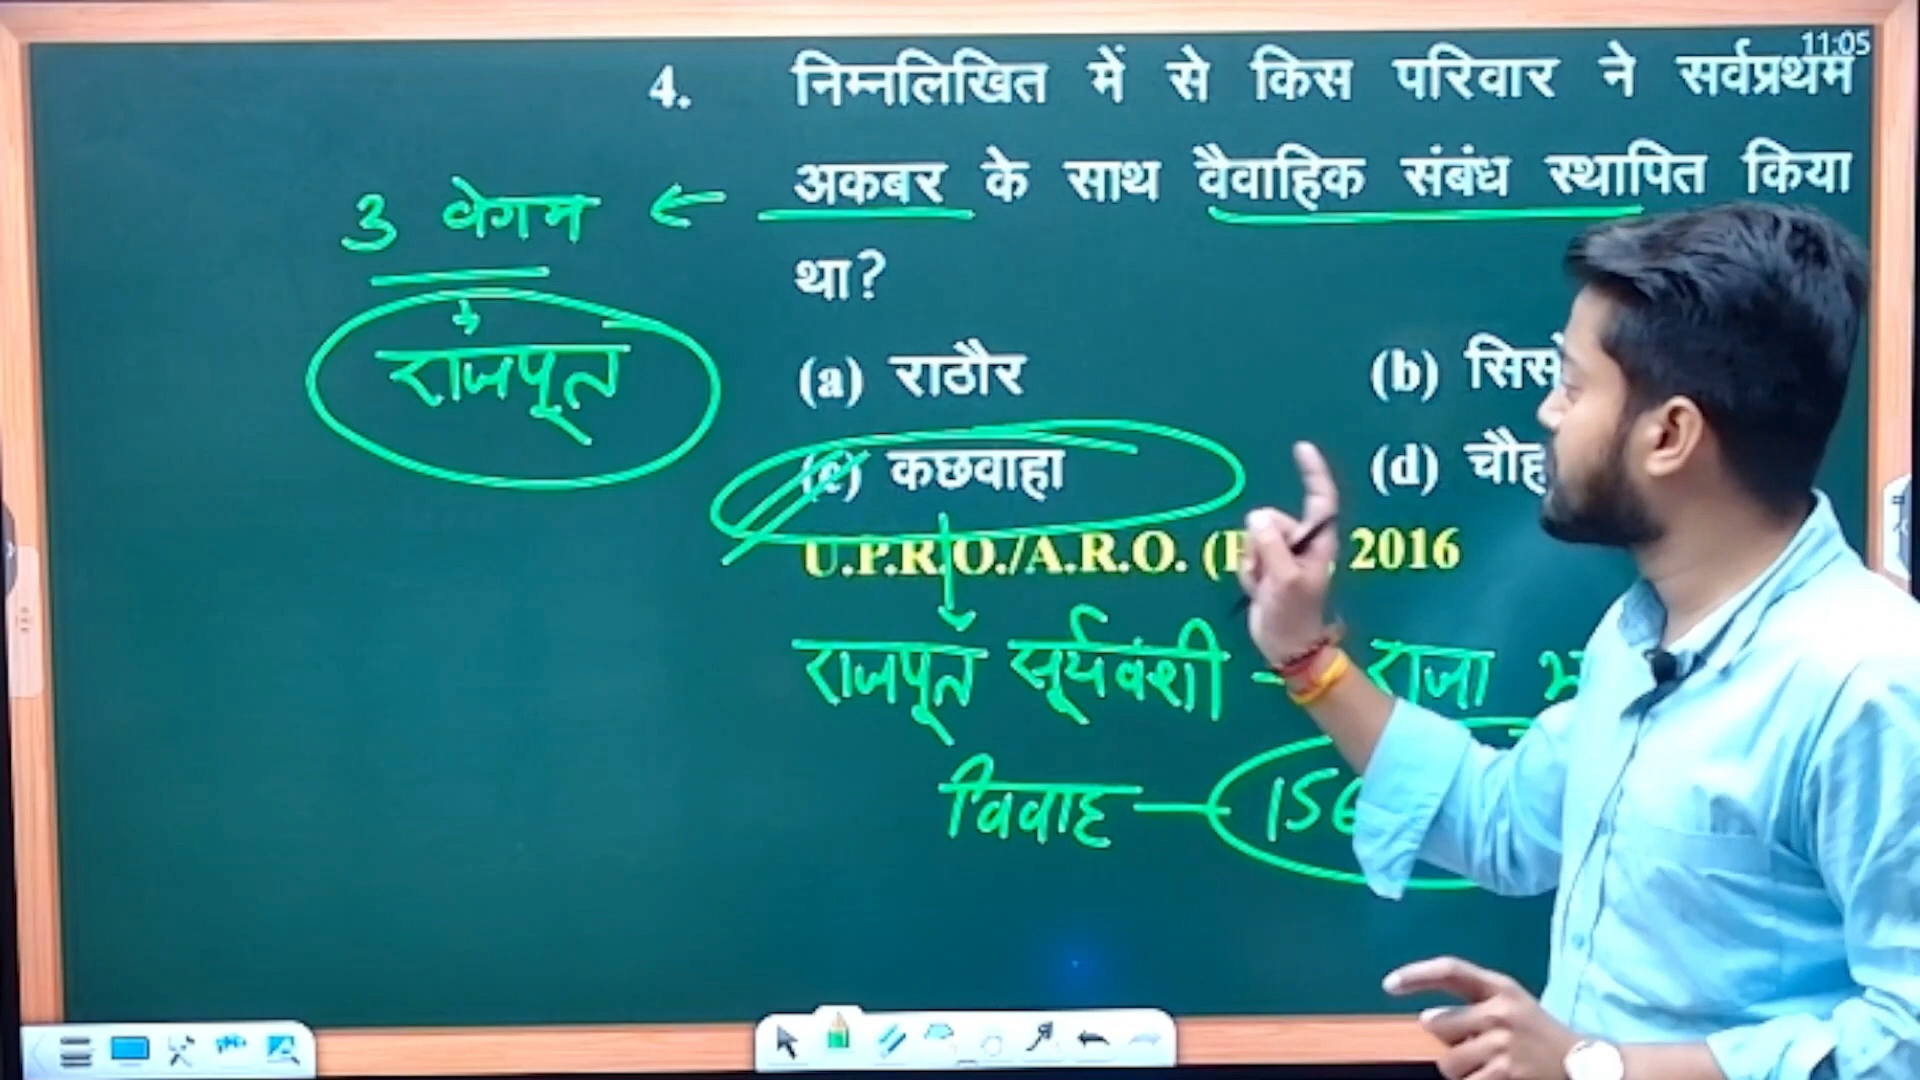 11:05
4. निम्नलिखित में से किस परिवार ने सर्वप्रथम
अकबर के साथ वैवाहिक संबंध स्थापित किया
था?
3 बेगम ←
राजपूत
(a) राठौर (b)
(c) कछवाहा (d)
U.P.R.O./A.R.O. 2016
राजपूत सूर्यवंशी - राजा
विवाह -